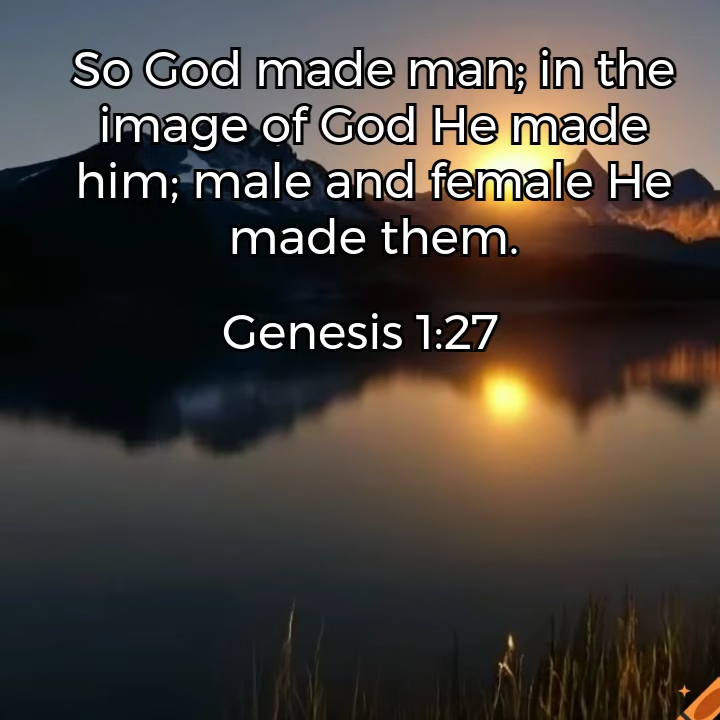 So God made man; in the
image of God He made
him; male and female He
made them.
Genesis 1:27